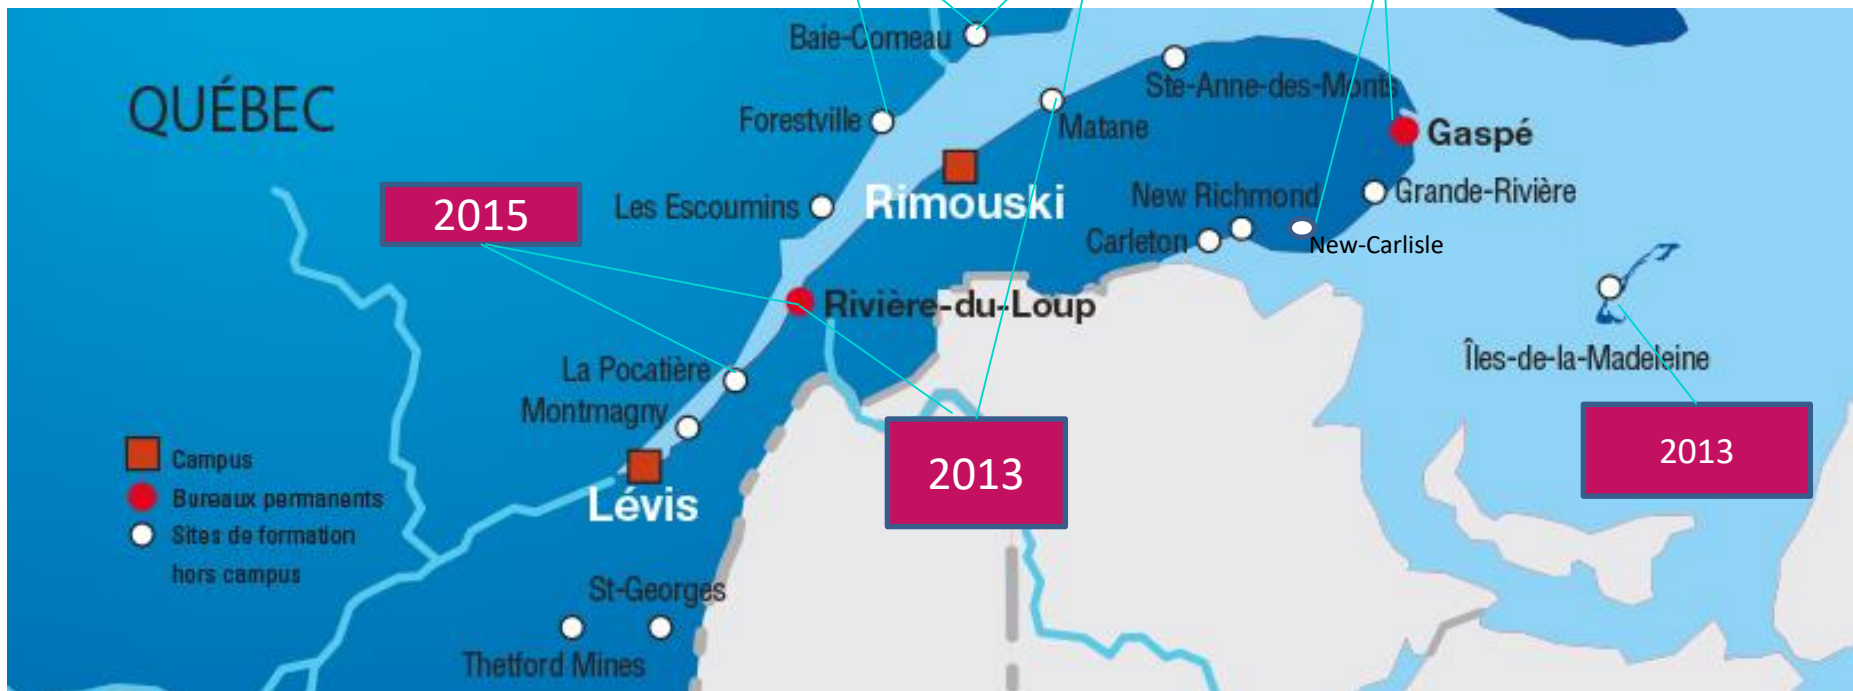 Baie-Comeau
Ste-Anne-des-Monts
QUÉBEC
Forestville
Matane
Gaspé
Les Escoumins
Rimouski
New Richmond
Grande-Rivière
2015
Carleton
New-Carlisle
Rivière-du-Loup
Îles-de-la-Madeleine
La Pocatière
Montmagny
2013
2013
Lévis
Campus
Bureaux permanents
Sites de formation
hors campus
St-Georges
Thetford Mines